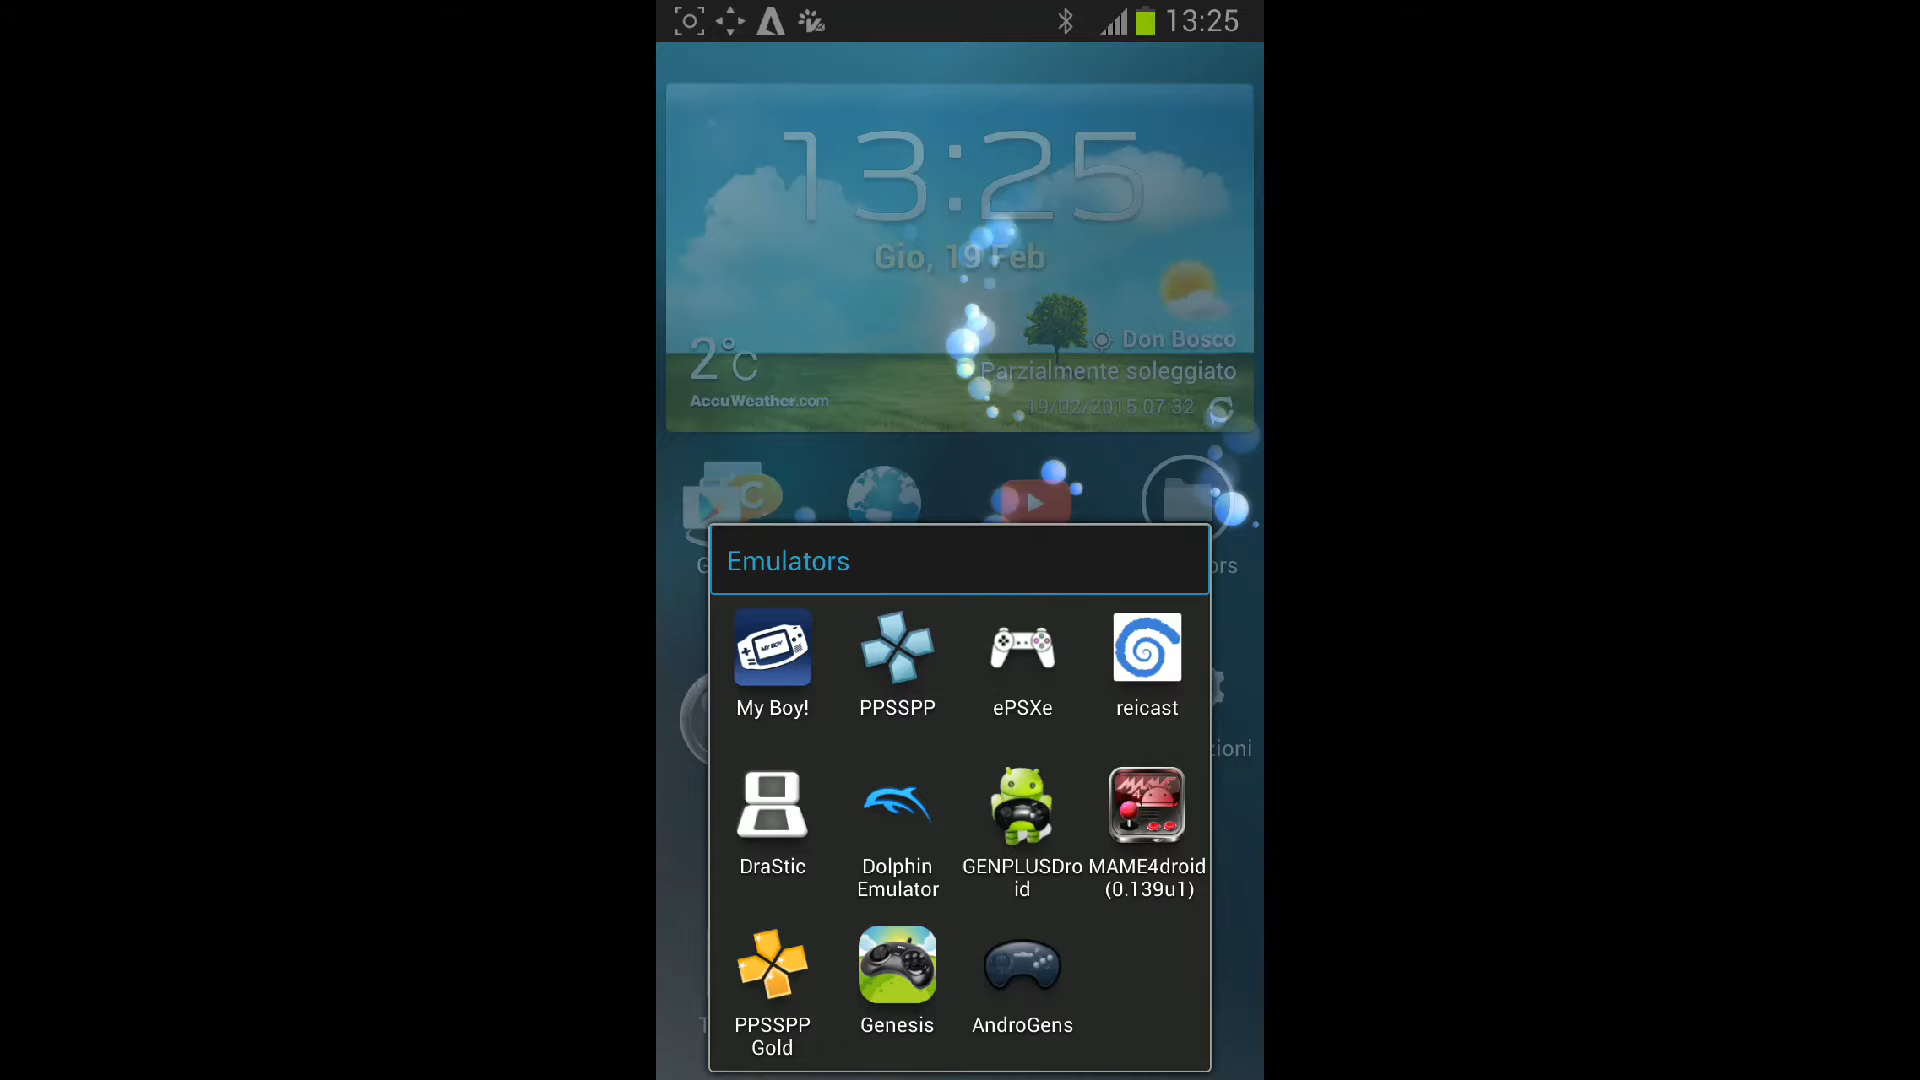 13:25
13:25
Gio, 19 Feb
2°C
Don Bosco
Parzialmente soleggiato
AccuWeather.com
19/02/2015 07:32
Emulators
My Boy!
PPSSPP
ePSXe
reicast
DraStic
Dolphin
Emulator
GENPLUSDro
id
MAME4droid
(0.139u1)
PPSSPP
Gold
Genesis
AndroGens